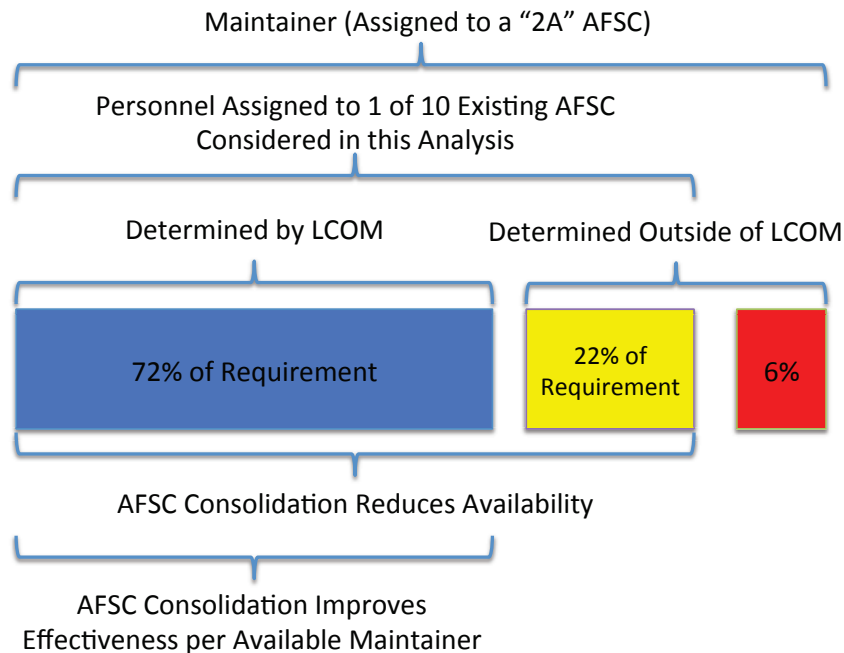 Maintainer (Assigned to a “2A” AFSC)
Personnel Assigned to 1 of 10 Existing AFSC
Considered in this Analysis
Determined by LCOM
Determined Outside of LCOM
72% of Requirement
22% of
Requirement
6%
AFSC Consolidation Reduces Availability
AFSC Consolidation Improves
Effectiveness per Available Maintainer